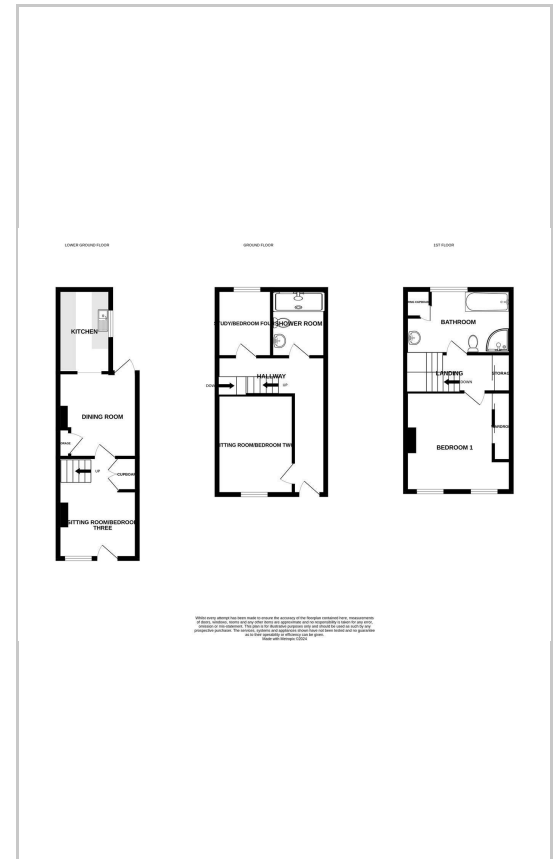 LOWER GROUND FLOOR
KITCHEN
DINING ROOM
UP
SITTING ROOM/BEDROOM
THREE
GROUND FLOOR
STUDY/BEDROOM FOUR
SHOWER ROOM
HALLWAY
DOWN
UP
SITTING ROOM/BEDROOM TWO
1ST FLOOR
BATHROOM
LANDING
STORAGE
DOWN
BEDROOM 1
Whilst every attempt has been made to ensure the accuracy of the floorplan contained here, measurements
of doors, windows, rooms and any other items are approximate and no responsibility is taken for any error,
omission or mis-statement. This plan is for illustrative purposes only and should be used as such by any
prospective purchaser. The services, systems and appliances shown have not been tested and no guarantee
as to their operability or efficiency can be given.
Made with Metropix ©2024